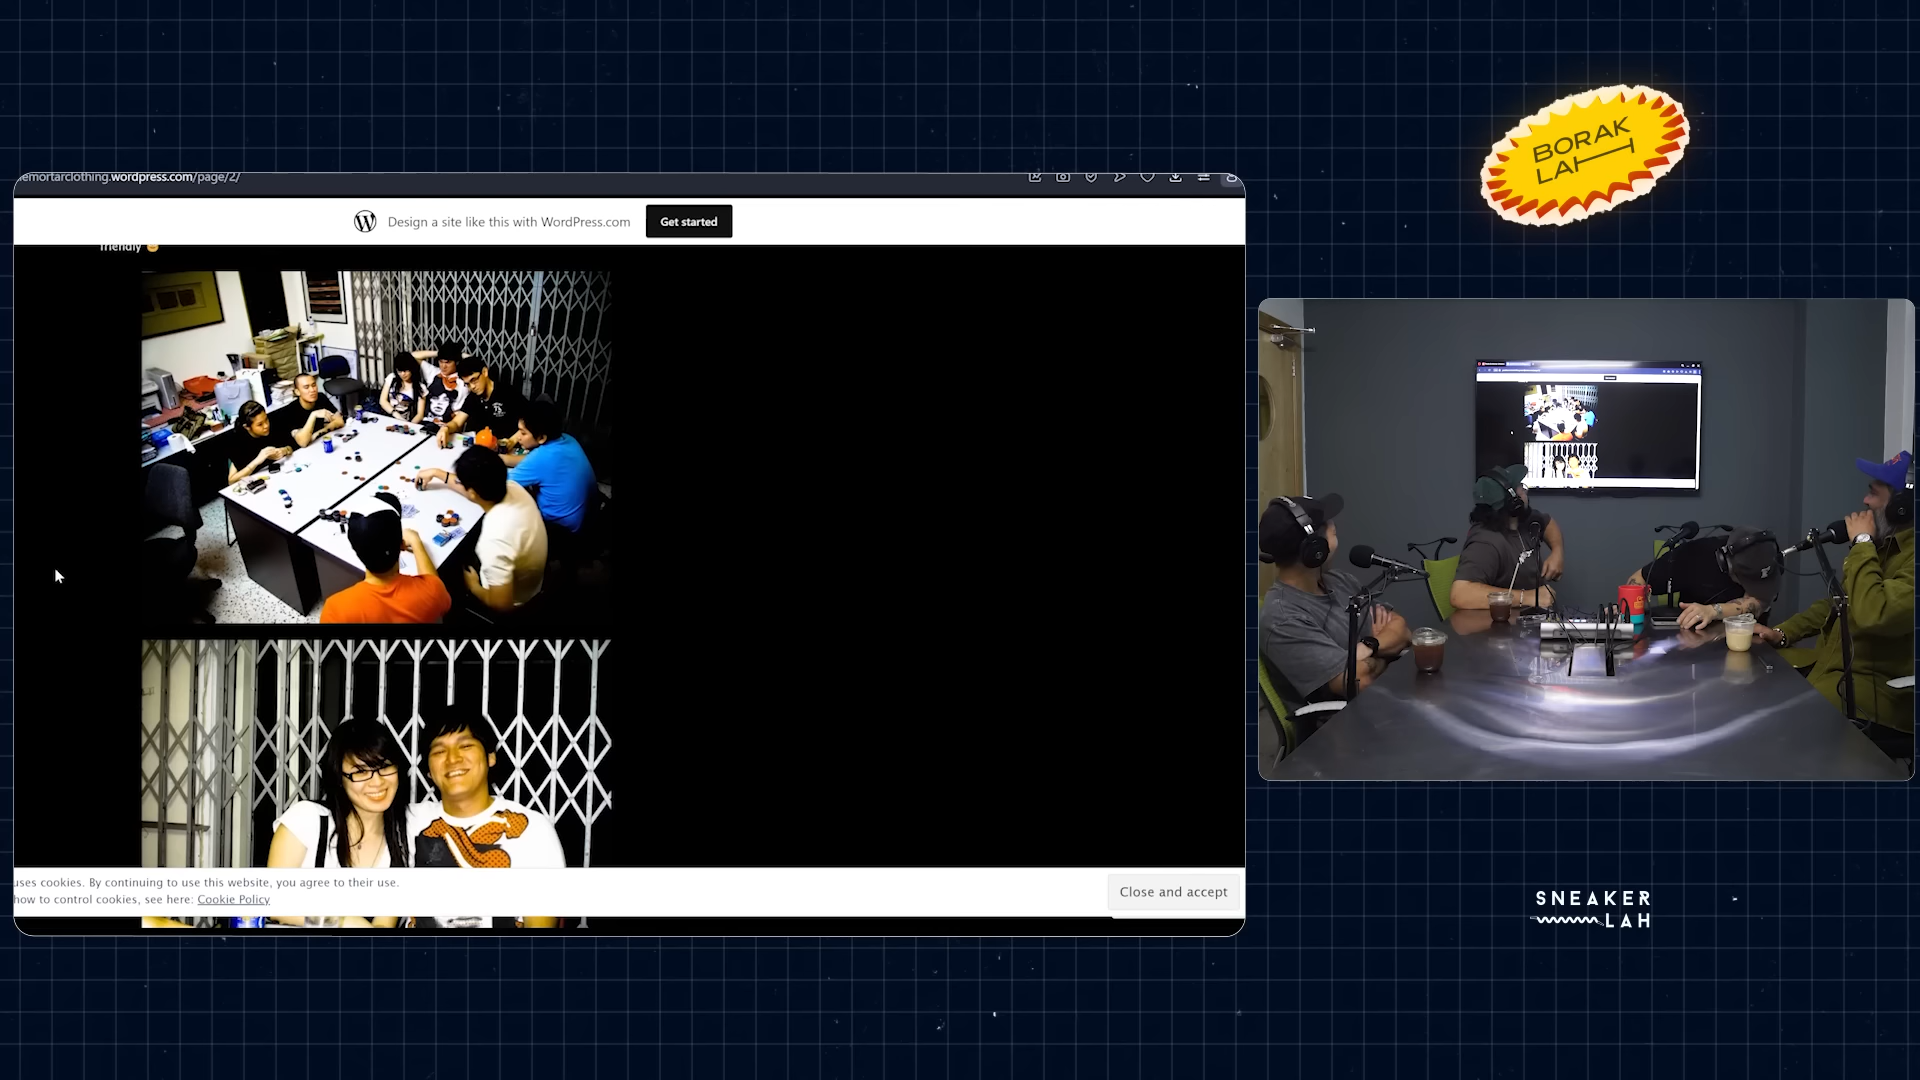 emortarclothing.wordpress.com/page/2/
Design a site like this with WordPress.com
Get started
friendly
uses cookies. By continuing to use this website, you agree to their use.
how to control cookies, see here: Cookie Policy
Close and accept
BORAK
LAH
SNEAKER
LAH